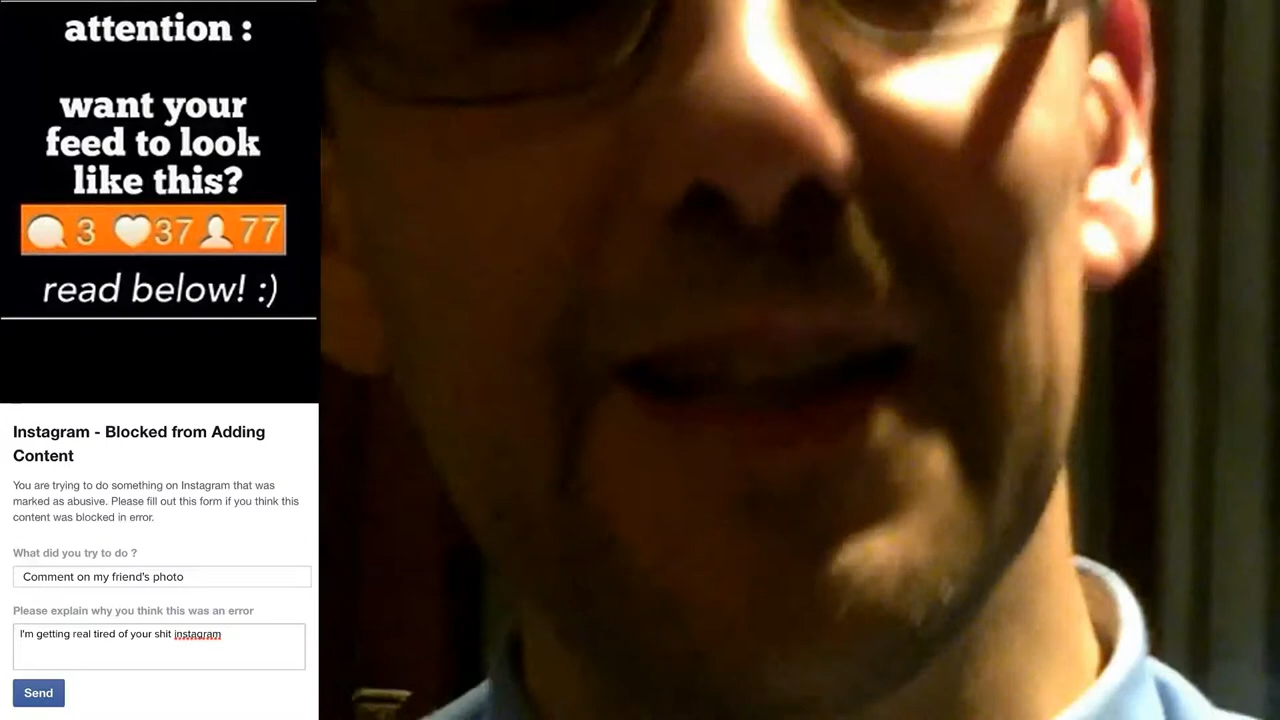 attention :
want your
feed to look
like this?
3 37 77
read below! :)
Instagram - Blocked from Adding
Content
You are trying to do something on Instagram that was
marked as abusive. Please fill out this form if you think this
content was blocked in error.
What did you try to do ?
Comment on my friend's photo
Please explain why you think this was an error
I'm getting real tired of your shit instagram
Send